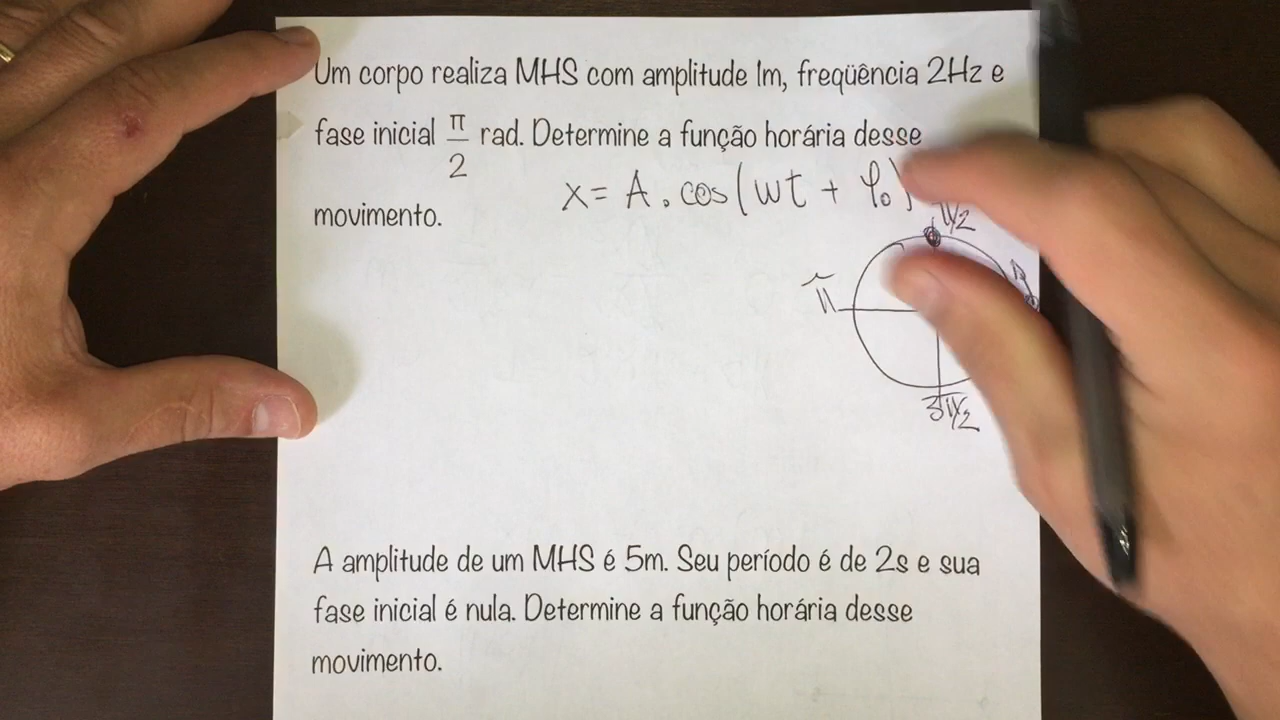 Um corpo realiza MHS com amplitude 1m, freqüência 2Hz e
fase inicial π/2 rad. Determine a função horária desse
movimento.
x = A . cos(wt + φ₀)
π/2
π
3π/2
A amplitude de um MHS é 5m. Seu período é de 2s e sua
fase inicial é nula. Determine a função horária desse
movimento.